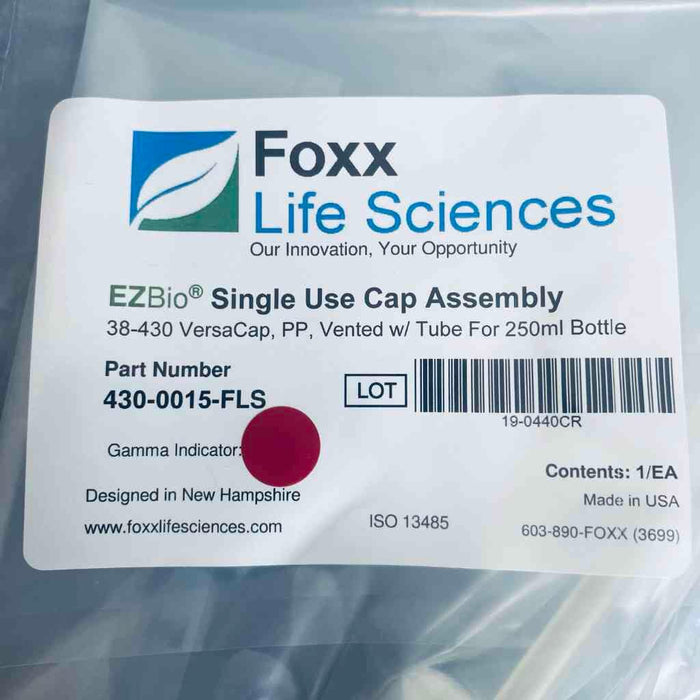 Foxx
Life Sciences
Our Innovation, Your Opportunity
EZBio® Single Use Cap Assembly
38-430 VersaCap, PP, Vented w/ Tube For 250ml Bottle
Part Number
430-0015-FLS
LOT
19-0440CR
Gamma Indicator:
Contents: 1/EA
Designed in New Hampshire
Made in USA
www.foxxlifesciences.com
ISO 13485
603-890-FOXX (3699)